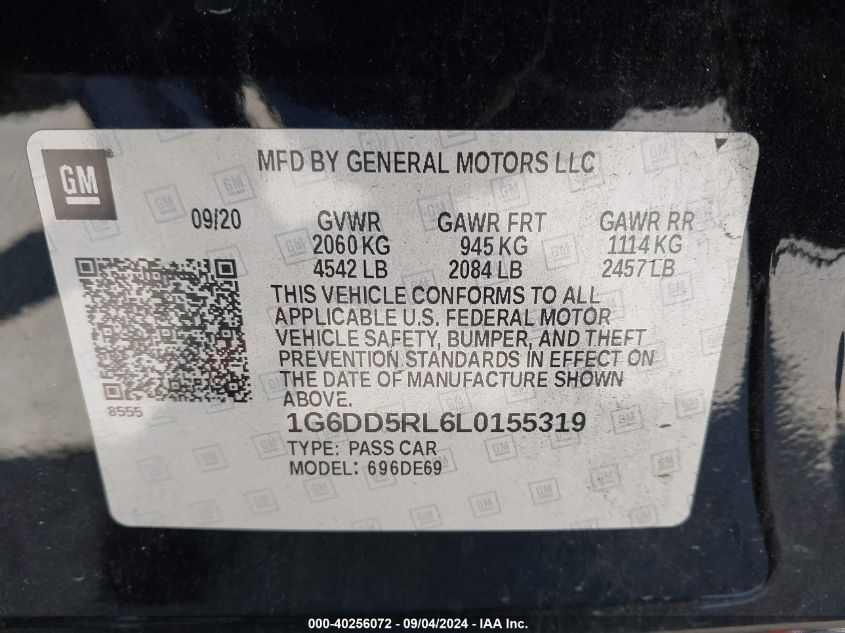 GM
MFD BY GENERAL MOTORS LLC
09/20 GVWR GAWR FRT GAWR RR
2060 KG 945 KG 1114 KG
4542 LB 2084 LB 2457 LB
THIS VEHICLE CONFORMS TO ALL
APPLICABLE U.S. FEDERAL MOTOR
VEHICLE SAFETY, BUMPER, AND THEFT
PREVENTION STANDARDS IN EFFECT ON
THE DATE OF MANUFACTURE SHOWN
ABOVE.
8555
1G6DD5RL6L0155319
TYPE: PASS CAR
MODEL: 696DE69
000-40256072 - 09/04/2024 - © IAA Inc.